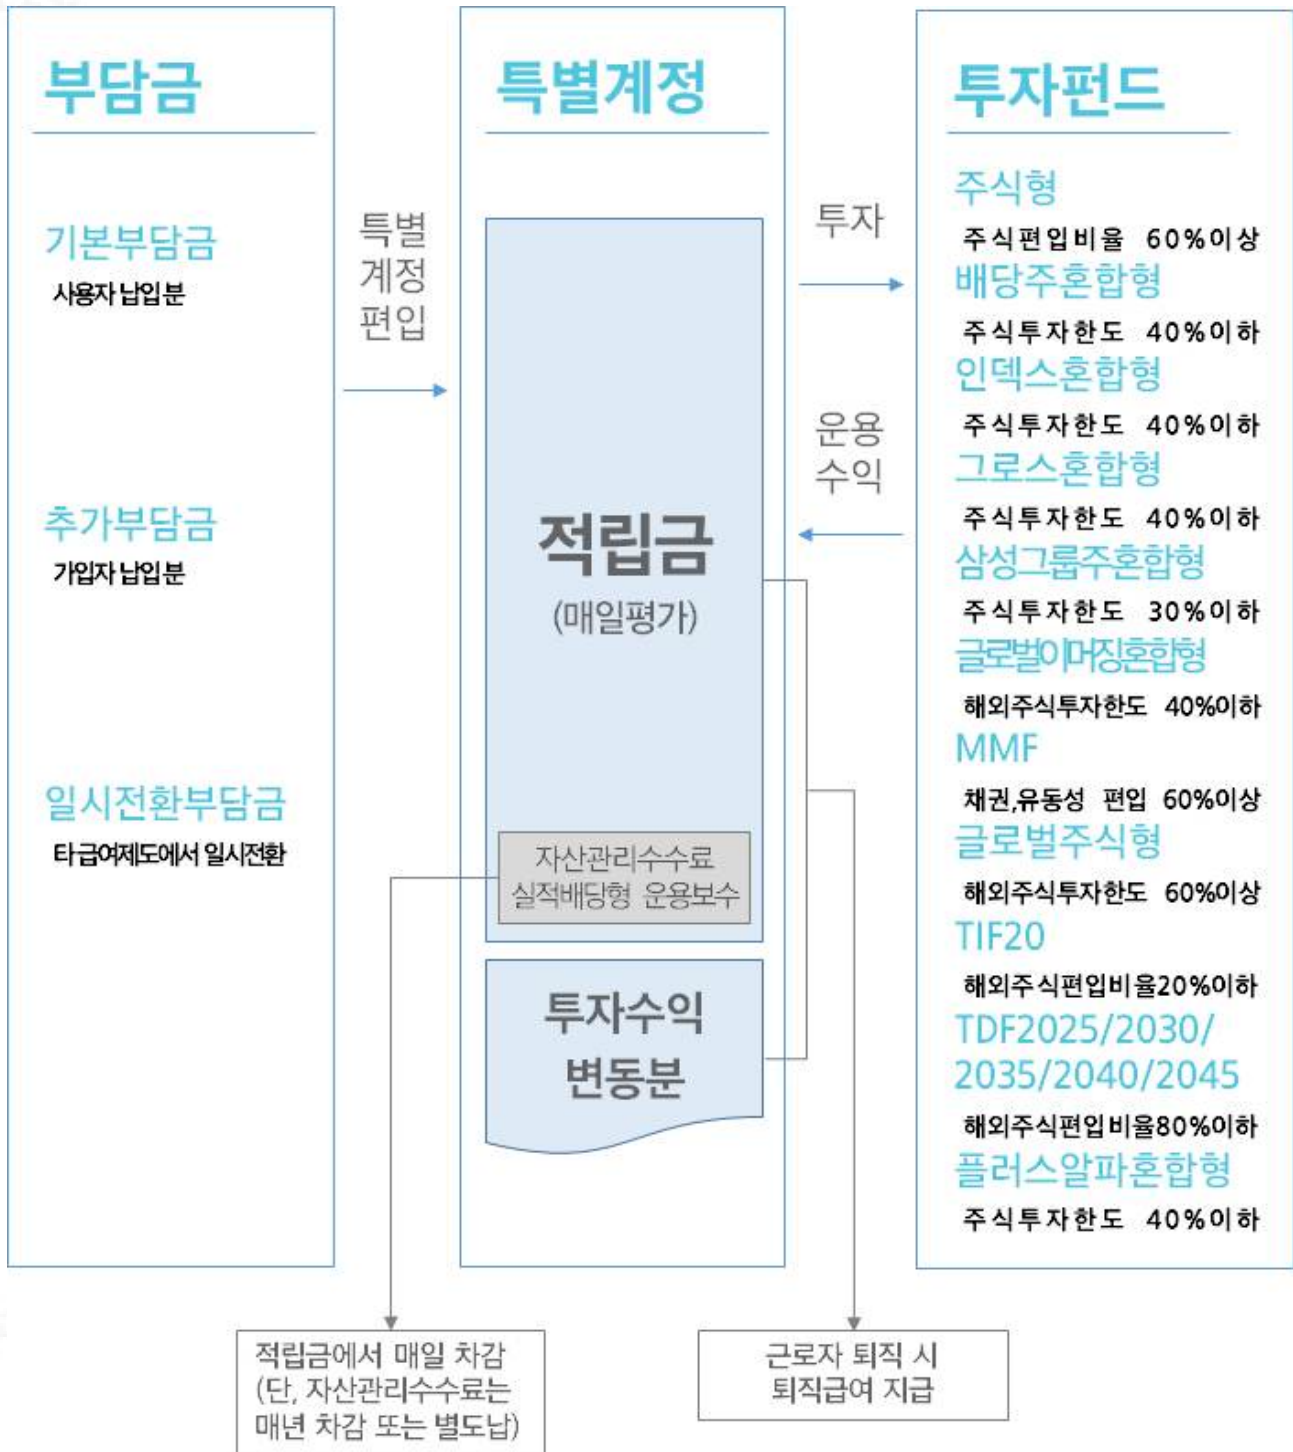 부담금
기본부담금
사용자 납입분
추가부담금
가입자 납입분
일시전환부담금
타 급여제도에서 일시전환
특별
계정
편입
특별계정
적립금
(매일평가)
자산관리수수료
실적배당형 운용보수
투자수익
변동분
투자
운용
수익
투자펀드
주식형
주식편입비율 60%이상
배당주혼합형
주식투자한도 40%이하
인덱스혼합형
주식투자한도 40%이하
그로스혼합형
주식투자한도 40%이하
삼성그룹주혼합형
주식투자한도 30%이하
글로벌이머징혼합형
해외주식투자한도 40%이하
MMF
채권,유동성 편입 60%이상
글로벌주식형
해외주식투자한도 60%이상
TIF20
해외주식편입비율20%이하
TDF2025/2030/
2035/2040/2045
해외주식편입비율80%이하
플러스알파혼합형
주식투자한도 40%이하
적립금에서 매일 차감
(단, 자산관리수수료는
매년 차감 또는 별도납)
근로자 퇴직 시
퇴직급여 지급